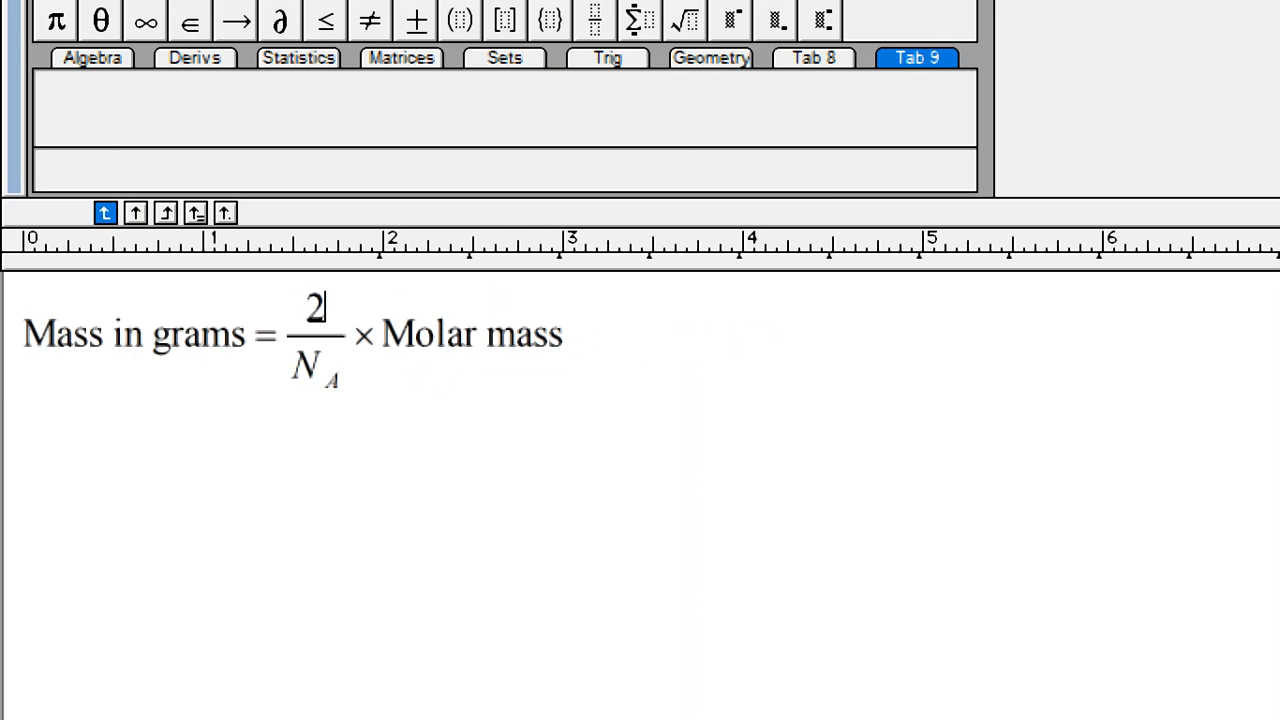 π θ ∞ ∈ → ∂ ≤ ≠ ± (⬚) [⬚] {⬚} Σ √
Algebra Derivs Statistics Matrices Sets Trig Geometry Tab 8 Tab 9
0 1 2 3 4 5 6
Mass in grams = \frac{2}{N_A} × Molar mass